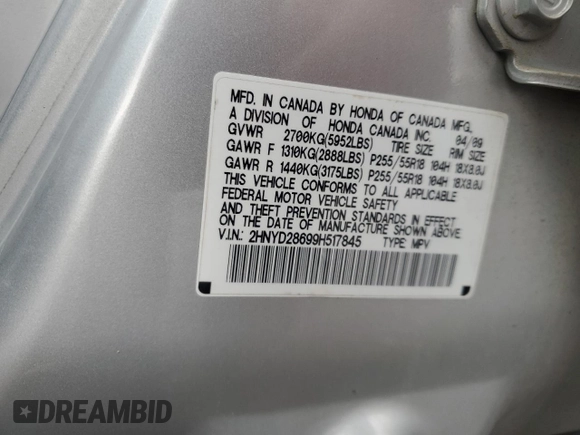 MFD. IN CANADA BY HONDA OF CANADA MFG.,
A DIVISION OF HONDA CANADA INC. 04/09
GVWR 2700KG(5952LBS) TIRE SIZE RIM SIZE
GAWR F 1310KG(2888LBS) P255/55R18 104H 18X8.0J
GAWR R 1440KG(3175LBS) P255/55R18 104H 18X8.0J
THIS VEHICLE CONFORMS TO ALL APPLICABLE
FEDERAL MOTOR VEHICLE SAFETY
AND THEFT PREVENTION STANDARDS IN EFFECT
ON THE DATE OF MANUFACTURE SHOWN ABOVE.
V.I.N.: 2HNYD28699H517845 TYPE MPV
DREAMBID